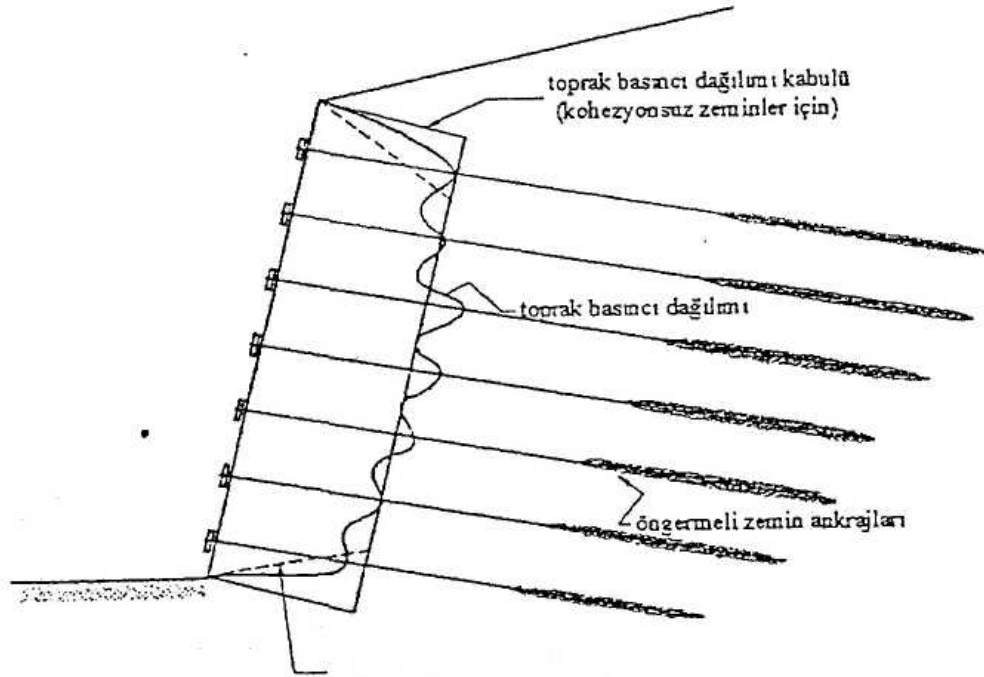 toprak basıncı dağılımı kabulü
(kohezyonsuz zeminler için)
toprak basıncı dağılımı
öngermeli zemin ankrajları